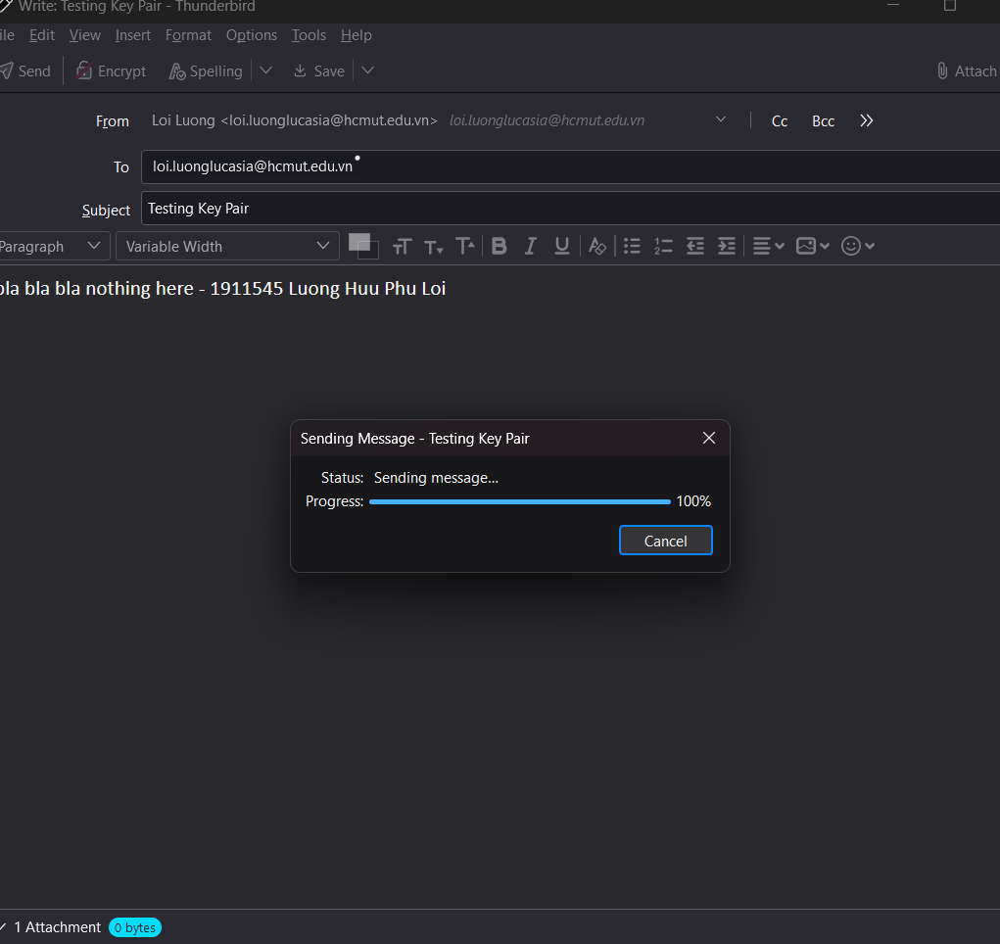 Write: Testing Key Pair - Thunderbird
ile Edit View Insert Format Options Tools Help
Send Encrypt Spelling Save Attach
From Loi Luong <loi.luonglucasia@hcmut.edu.vn> loi.luonglucasia@hcmut.edu.vn Cc Bcc
To loi.luonglucasia@hcmut.edu.vn
Subject Testing Key Pair
Paragraph Variable Width
bla bla bla nothing here - 1911545 Luong Huu Phu Loi
Sending Message - Testing Key Pair
Status: Sending message...
Progress: 100%
Cancel
1 Attachment 0 bytes